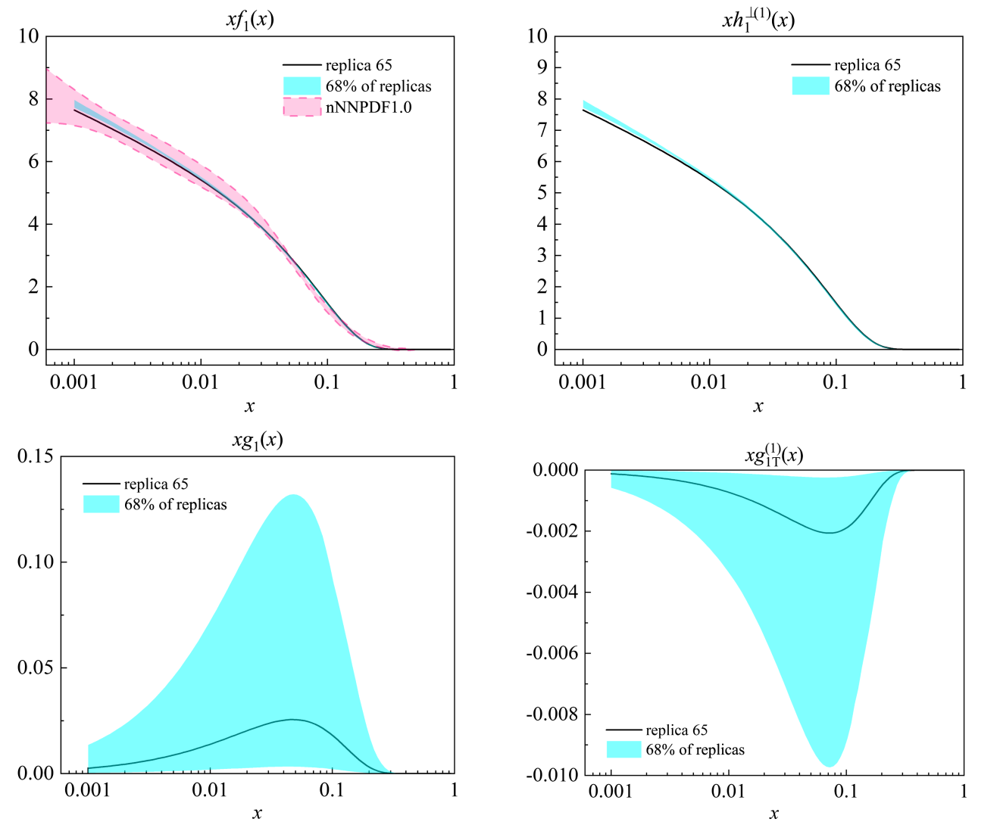 xf₁(x)
10
8
6
4
2
0
replica 65
68% of replicas
nNNPDF1.0
0.001 0.01 0.1 1
x
xh₁^⊥(1)(x)
10
9
8
7
6
5
4
3
2
1
0
replica 65
68% of replicas
0.001 0.01 0.1 1
x
xg₁(x)
0.15
0.10
0.05
0.00
replica 65
68% of replicas
0.001 0.01 0.1 1
x
xg_1T^(1)(x)
0.000
-0.002
-0.004
-0.006
-0.008
-0.010
replica 65
68% of replicas
0.001 0.01 0.1 1
x